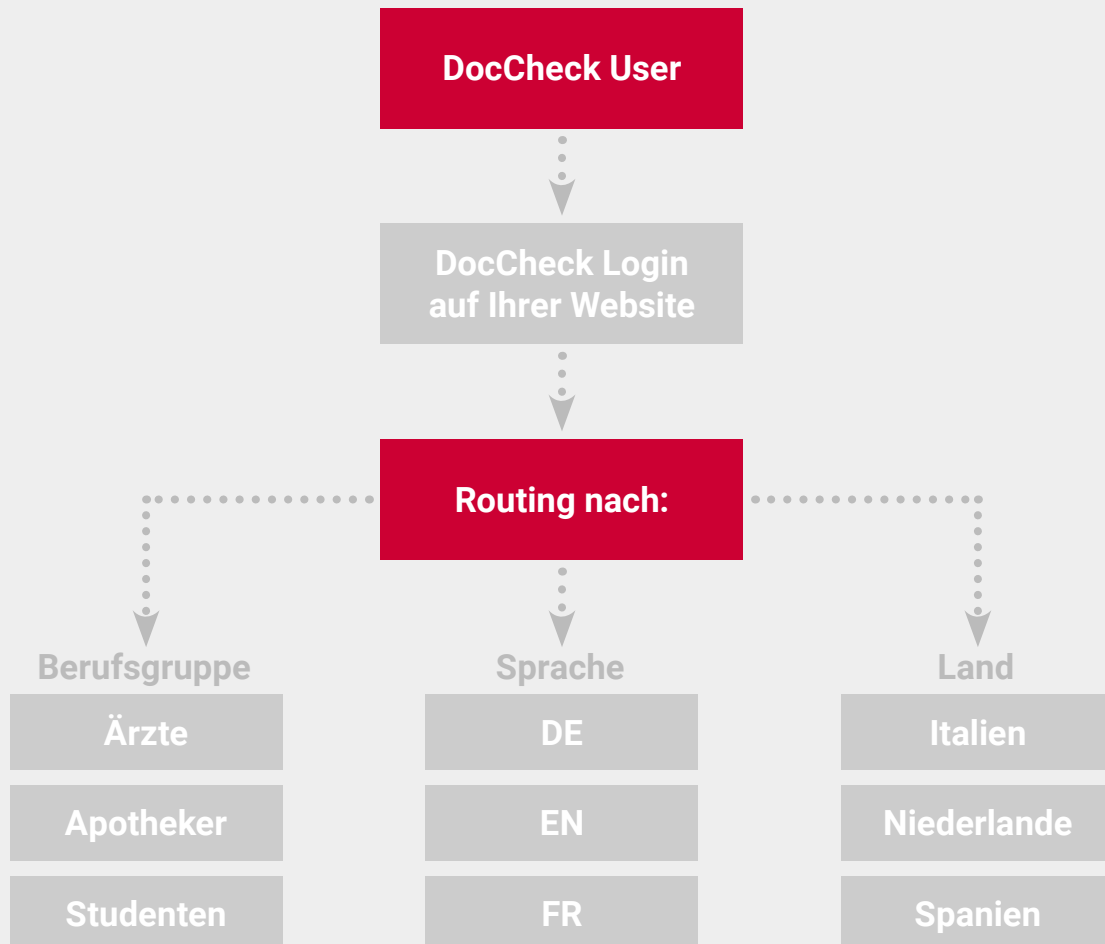 DocCheck User
DocCheck Login
auf Ihrer Website
Routing nach:
Berufsgruppe
Ärzte
Apotheker
Studenten
Sprache
DE
EN
FR
Land
Italien
Niederlande
Spanien